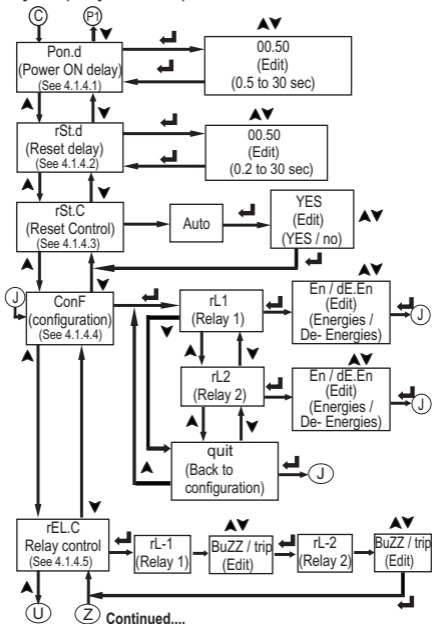 C
P1
Pon.d
(Power ON delay)
(See 4.1.4.1)
00.50
(Edit)
(0.5 to 30 sec)
rSt.d
(Reset delay)
(See 4.1.4.2)
00.50
(Edit)
(0.2 to 30 sec)
rSt.C
(Reset Control)
(See 4.1.4.3)
Auto
YES
(Edit)
(YES / no)
J
ConF
(configuration)
(See 4.1.4.4)
rL1
(Relay 1)
En / dE.En
(Edit)
(Energies /
De- Energies)
J
rL2
(Relay 2)
En / dE.En
(Edit)
(Energies /
De- Energies)
J
quit
(Back to
configuration)
J
rEL.C
Relay control
(See 4.1.4.5)
rL-1
(Relay 1)
BuZZ / trip
(Edit)
rL-2
(Relay 2)
BuZZ / trip
(Edit)
U
Z
Continued....